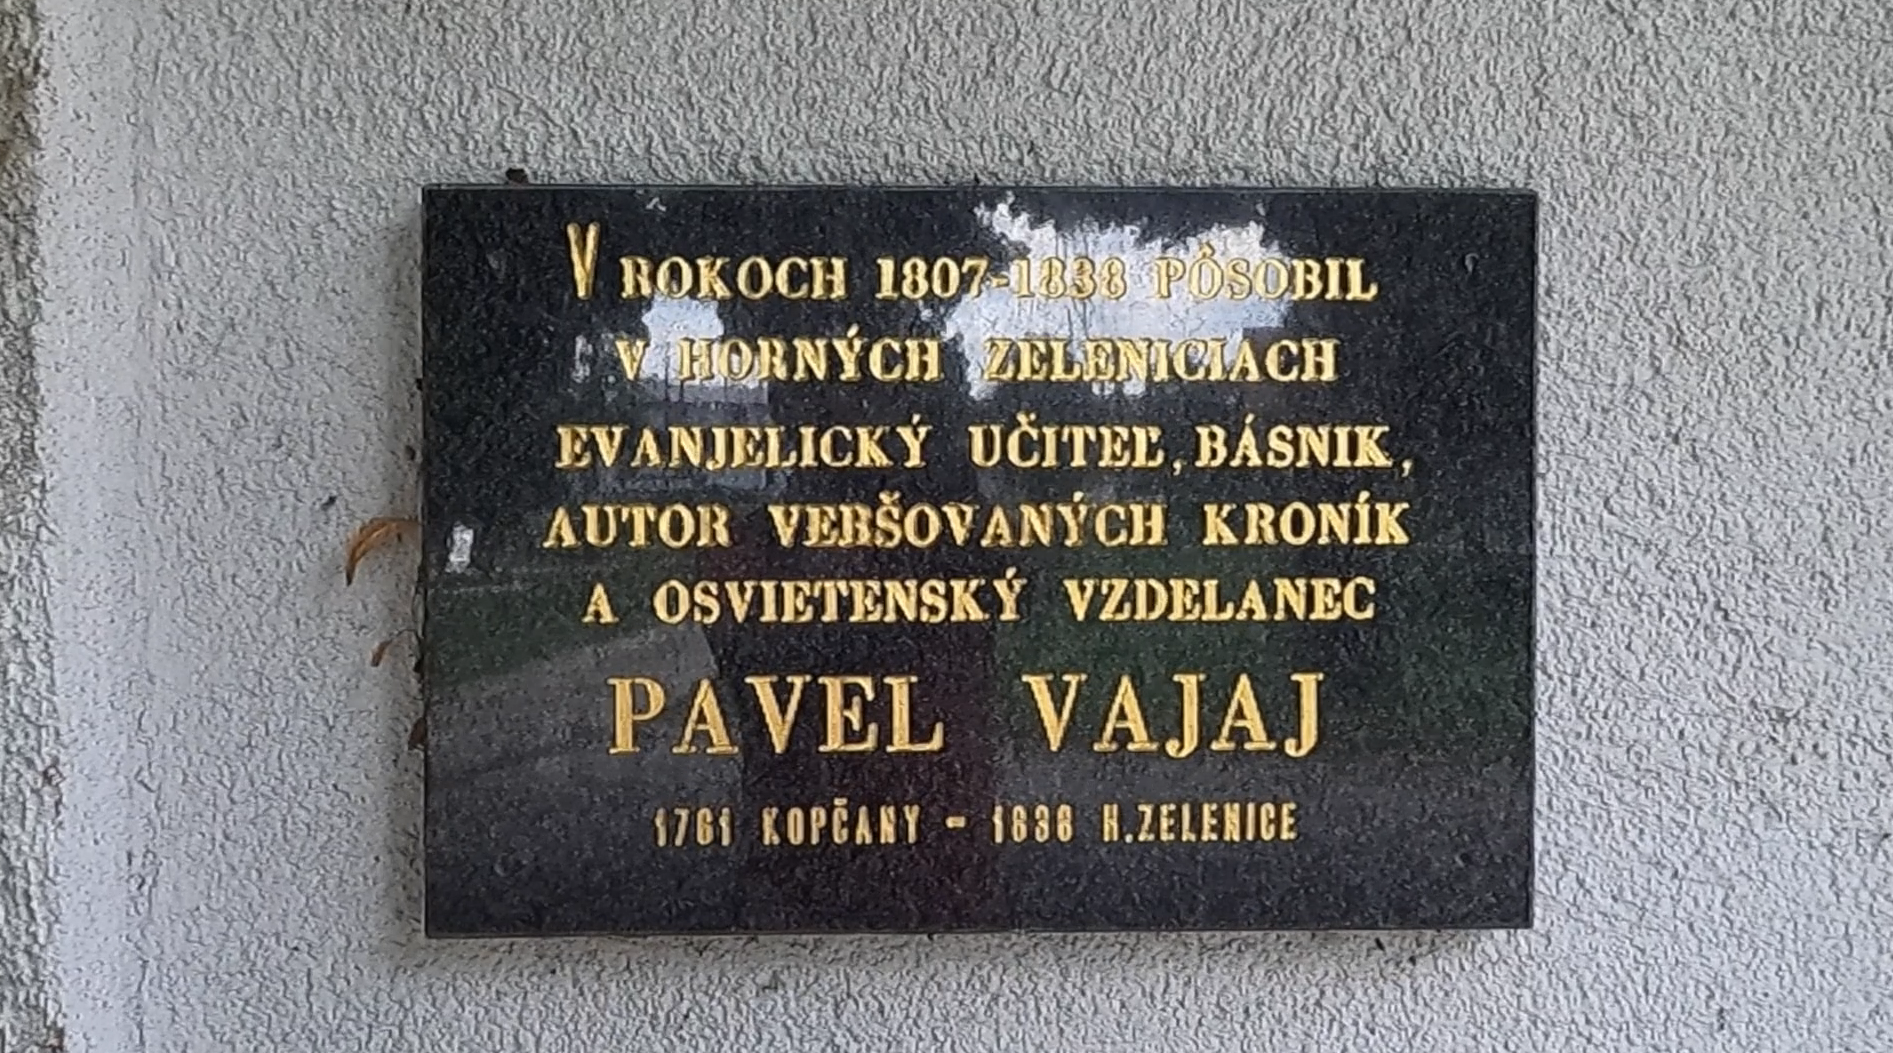 V ROKOCH 1807-1838 PÔSOBIL
V HORNÝCH ZELENICIACH
EVANJELICKÝ UČITEĽ, BÁSNIK,
AUTOR VERŠOVANÝCH KRONÍK
A OSVIETENSKÝ VZDELANEC
PAVEL VAJAJ
1761 KOPČANY - 1838 H.ZELENICE